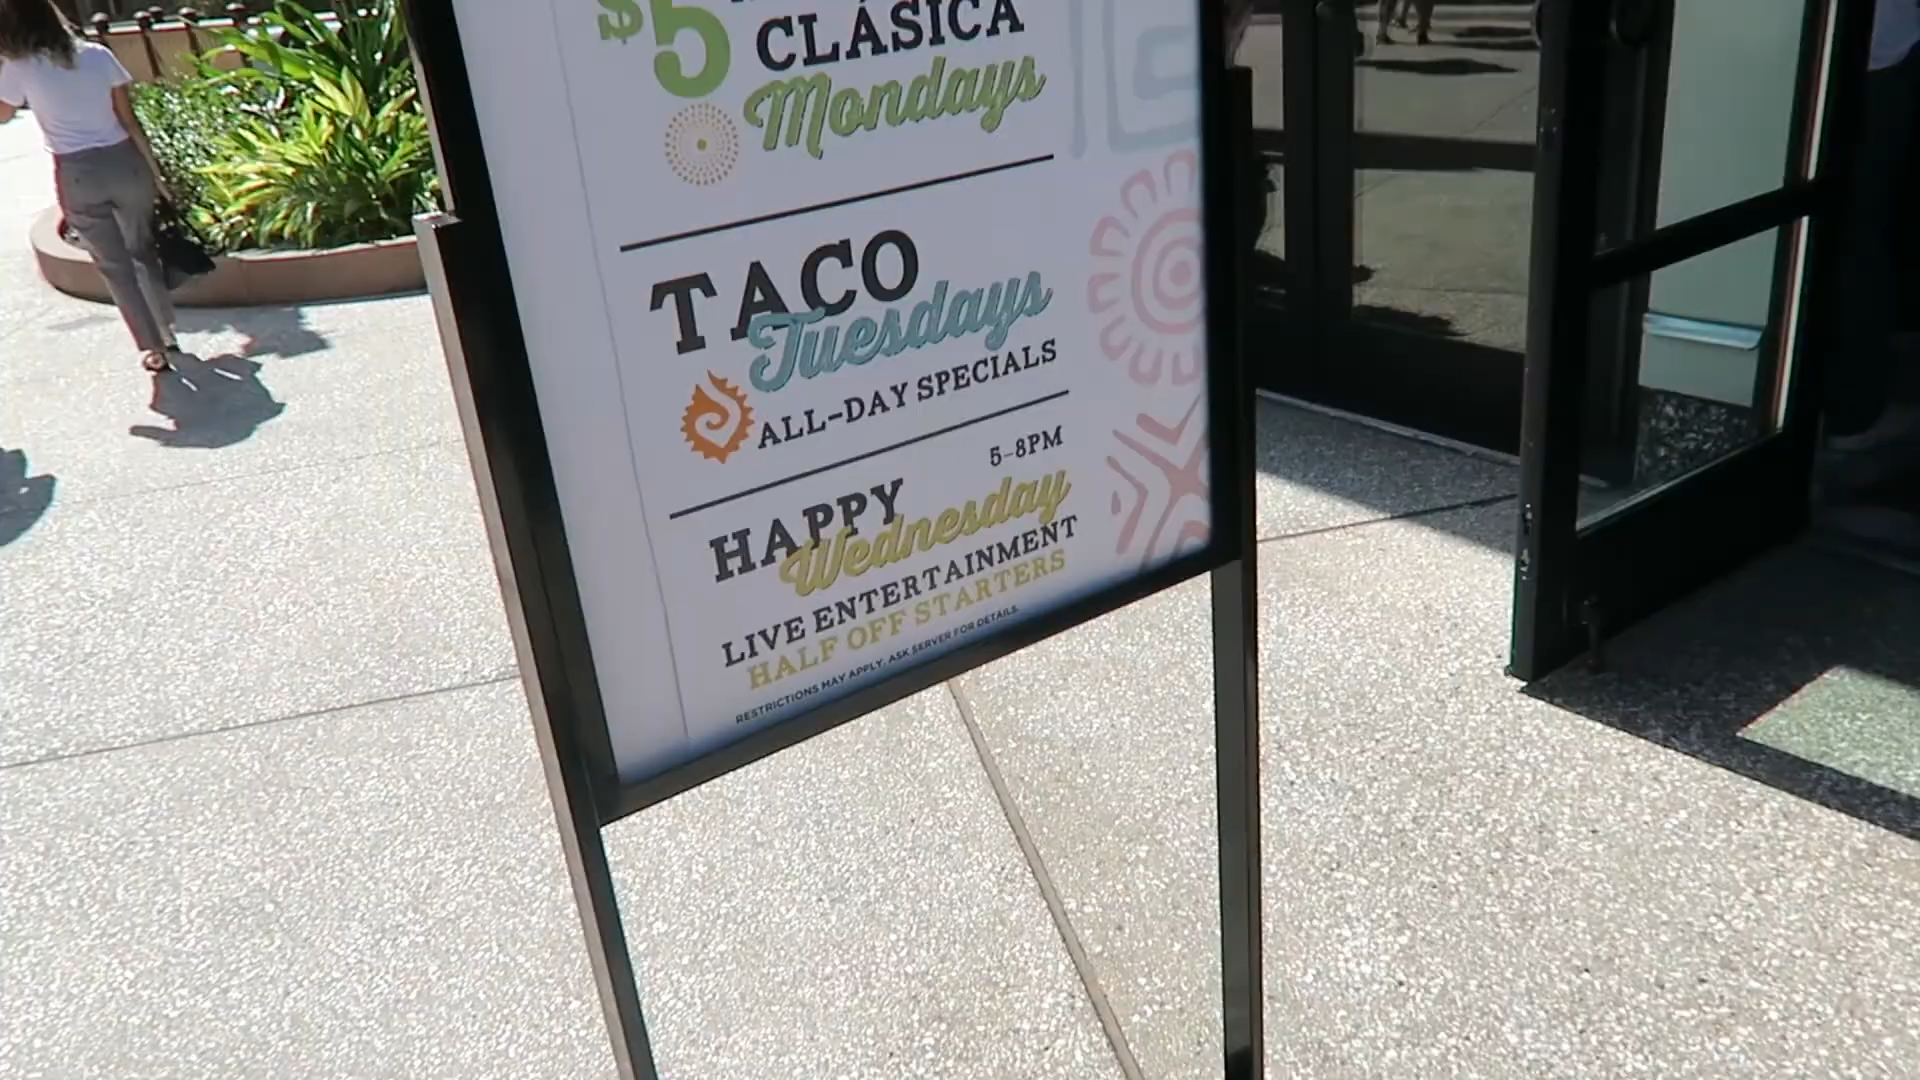 $5
CLÁSICA
Mondays
TACO
Tuesdays
ALL-DAY SPECIALS
5-8PM
HAPPY
Wednesday
LIVE ENTERTAINMENT
HALF OFF STARTERS
RESTRICTIONS MAY APPLY. ASK SERVER FOR DETAILS.